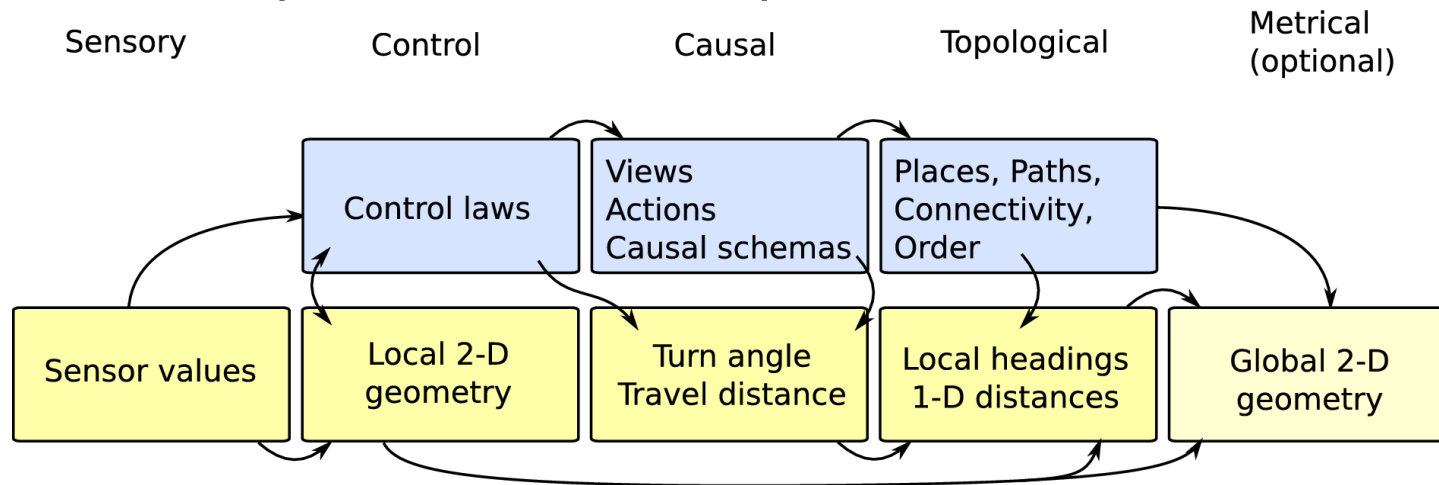 Sensory
Control
Causal
Topological
Metrical
(optional)
Control laws
Views
Actions
Causal schemas
Places, Paths,
Connectivity,
Order
Sensor values
Local 2-D
geometry
Turn angle
Travel distance
Local headings
1-D distances
Global 2-D
geometry